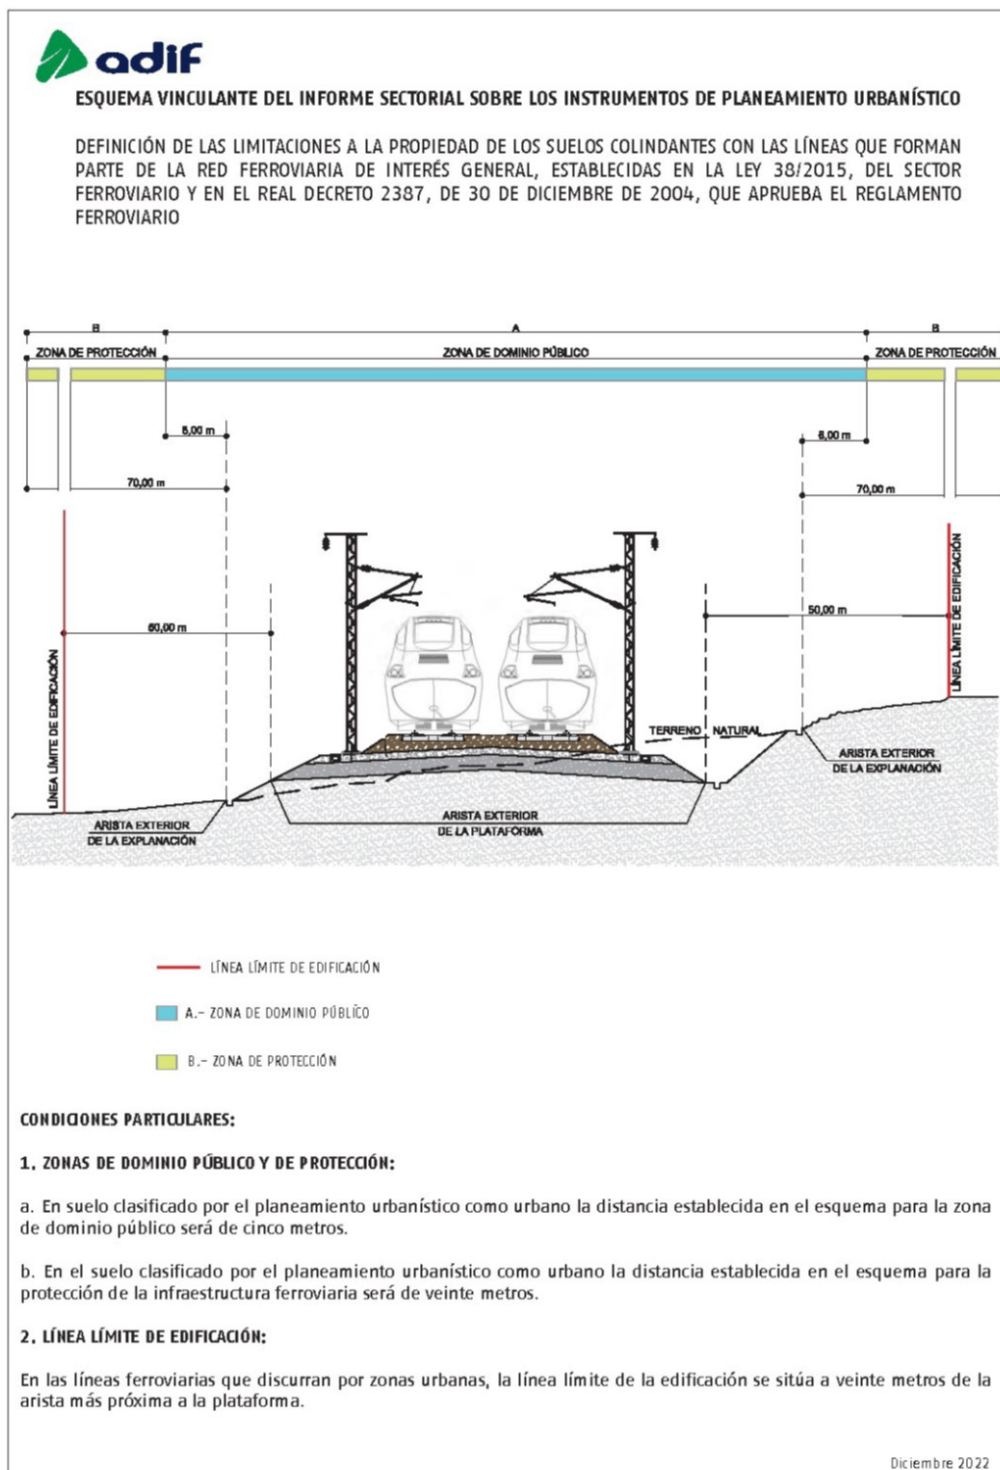 adif
ESQUEMA VINCULANTE DEL INFORME SECTORIAL SOBRE LOS INSTRUMENTOS DE PLANEAMIENTO URBANÍSTICO
DEFINICIÓN DE LAS LIMITACIONES A LA PROPIEDAD DE LOS SUELOS COLINDANTES CON LAS LÍNEAS QUE FORMAN
PARTE DE LA RED FERROVIARIA DE INTERÉS GENERAL, ESTABLECIDAS EN LA LEY 38/2015, DEL SECTOR
FERROVIARIO Y EN EL REAL DECRETO 2387, DE 30 DE DICIEMBRE DE 2004, QUE APRUEBA EL REGLAMENTO
FERROVIARIO
B A B
ZONA DE PROTECCIÓN ZONA DE DOMINIO PÚBLICO ZONA DE PROTECCIÓN
8,00 m 8,00 m
70,00 m 70,00 m
50,00 m 50,00 m
LÍNEA LÍMITE DE EDIFICACIÓN
LÍNEA LÍMITE DE EDIFICACIÓN
TERRENO NATURAL
ARISTA EXTERIOR
DE LA EXPLANACIÓN
ARISTA EXTERIOR
DE LA PLATAFORMA
ARISTA EXTERIOR
DE LA EXPLANACIÓN
LÍNEA LÍMITE DE EDIFICACIÓN
A.- ZONA DE DOMINIO PÚBLÍCO
B.- ZONA DE PROTECCIÓN
CONDICIONES PARTICULARES:
1. ZONAS DE DOMINIO PÚBLICO Y DE PROTECCIÓN:
a. En suelo clasificado por el planeamiento urbanístico como urbano la distancia establecida en el esquema para la zona
de dominio público será de cinco metros.
b. En el suelo clasificado por el planeamiento urbanístico como urbano la distancia establecida en el esquema para la
protección de la infraestructura ferroviaria será de veinte metros.
2. LÍNEA LÍMITE DE EDIFICACIÓN:
En las líneas ferroviarias que discurran por zonas urbanas, la línea límite de la edificación se sitúa a veinte metros de la
arista más próxima a la plataforma.
Diciembre 2022